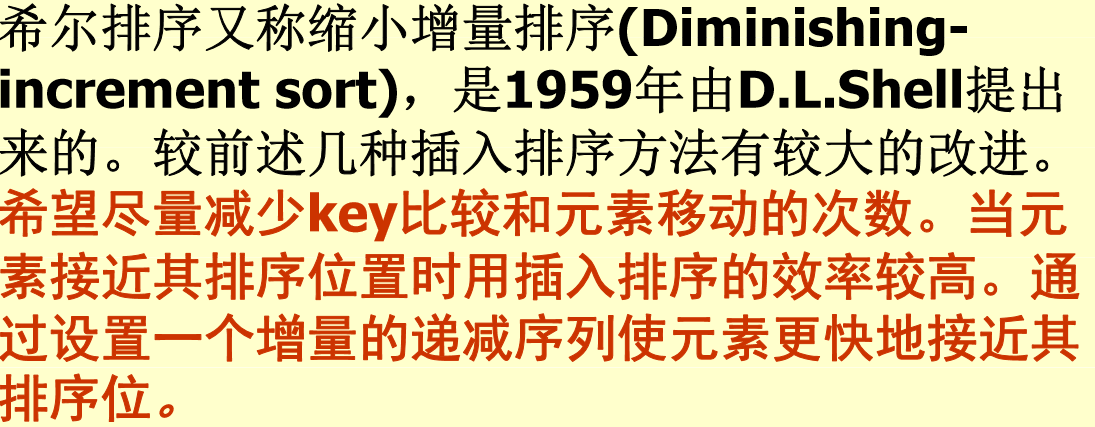 希尔排序又称缩小增量排序(Diminishing-
increment sort)，是1959年由D.L.Shell提出
来的。较前述几种插入排序方法有较大的改进。
希望尽量减少key比较和元素移动的次数。当元
素接近其排序位置时用插入排序的效率较高。通
过设置一个增量的递减序列使元素更快地接近其
排序位。